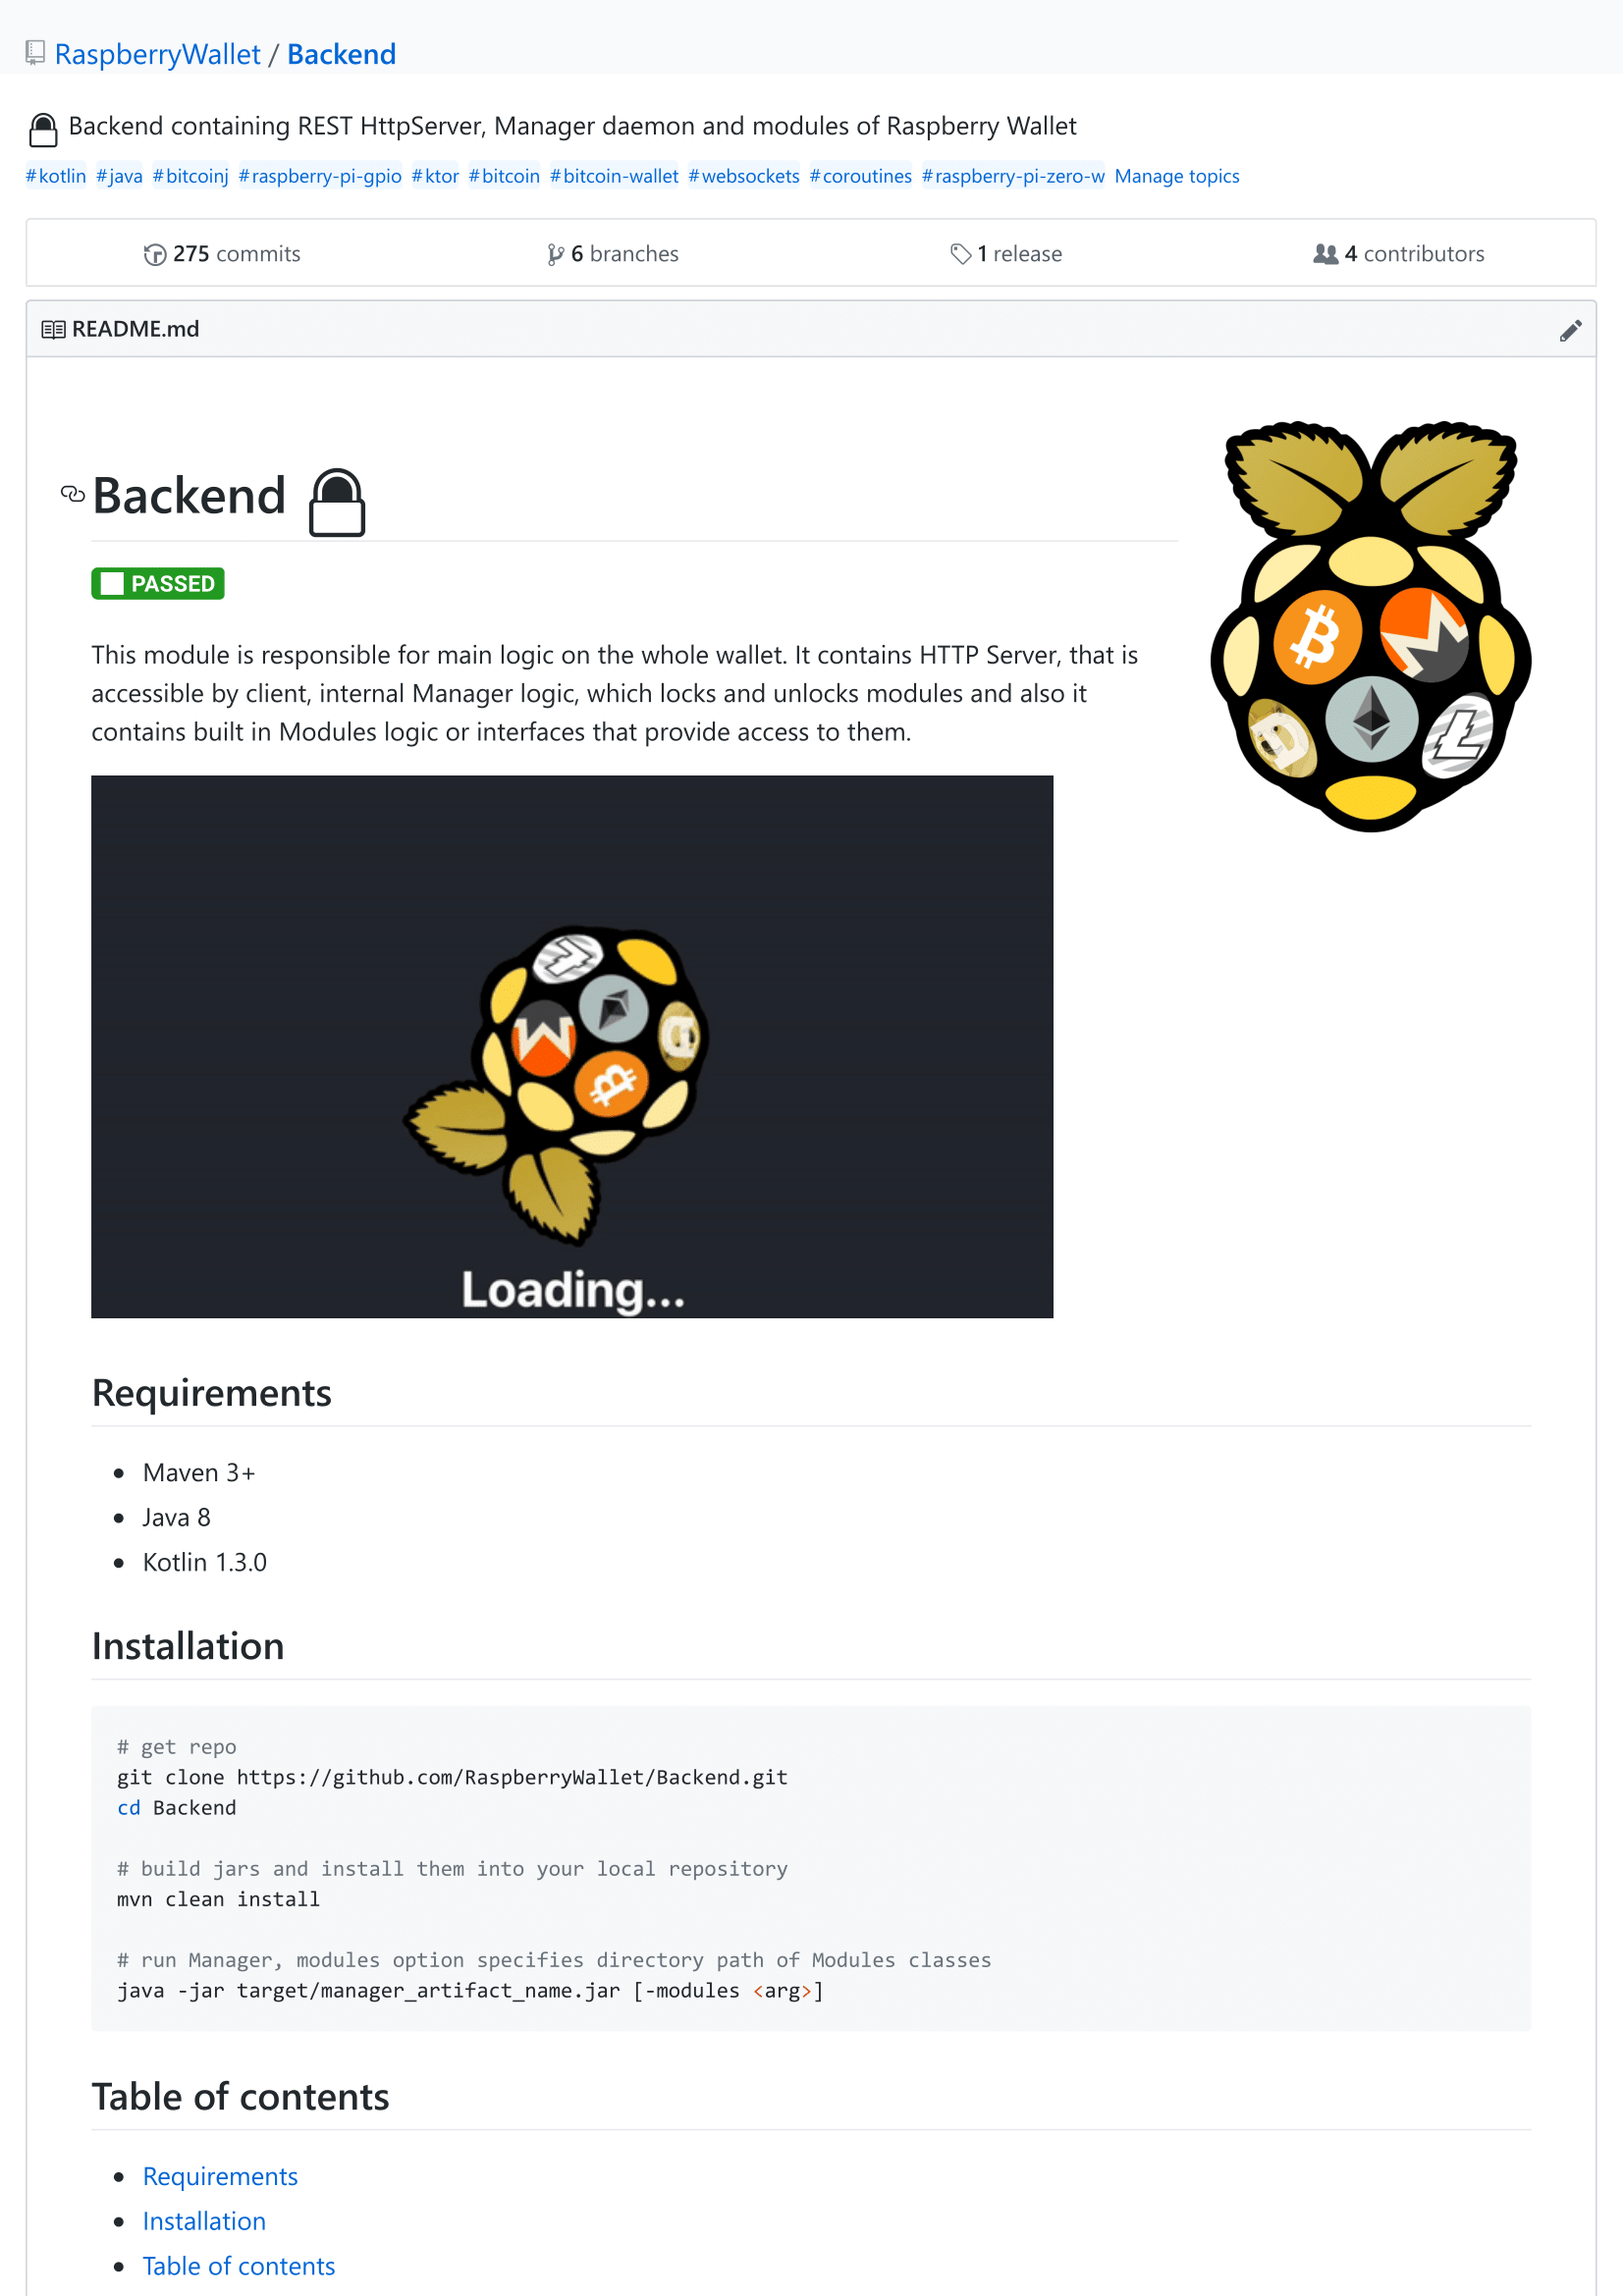 RaspberryWallet / Backend
Backend containing REST HttpServer, Manager daemon and modules of Raspberry Wallet
#kotlin #java #bitcoinj #raspberry-pi-gpio #ktor #bitcoin #bitcoin-wallet #websockets #coroutines #raspberry-pi-zero-w Manage topics
275 commits 6 branches 1 release 4 contributors
README.md
Backend
PASSED
This module is responsible for main logic on the whole wallet. It contains HTTP Server, that is
accessible by client, internal Manager logic, which locks and unlocks modules and also it
contains built in Modules logic or interfaces that provide access to them.
Loading...
Requirements
• Maven 3+
• Java 8
• Kotlin 1.3.0
Installation
# get repo
git clone https://github.com/RaspberryWallet/Backend.git
cd Backend
# build jars and install them into your local repository
mvn clean install
# run Manager, modules option specifies directory path of Modules classes
java -jar target/manager_artifact_name.jar [-modules <arg>]
Table of contents
• Requirements
• Installation
• Table of contents